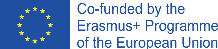 Co-funded by the
Erasmus+ Programme
of the European Union